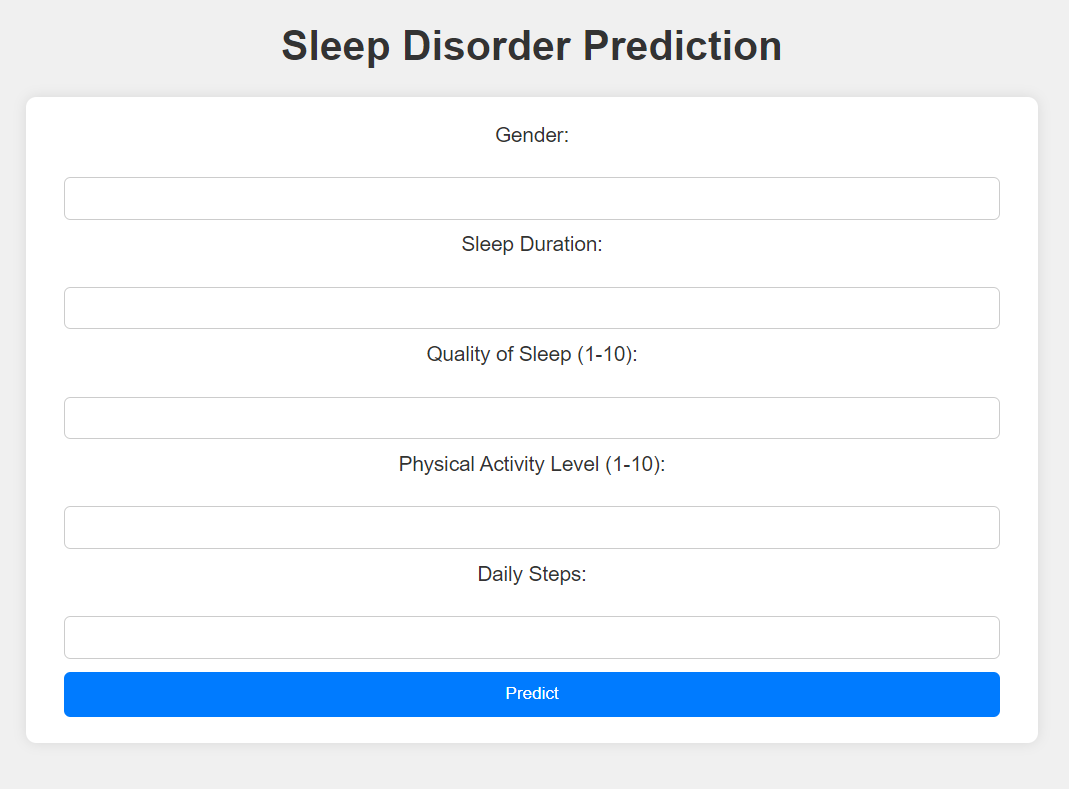 Sleep Disorder Prediction
Gender:
Sleep Duration:
Quality of Sleep (1-10):
Physical Activity Level (1-10):
Daily Steps:
Predict